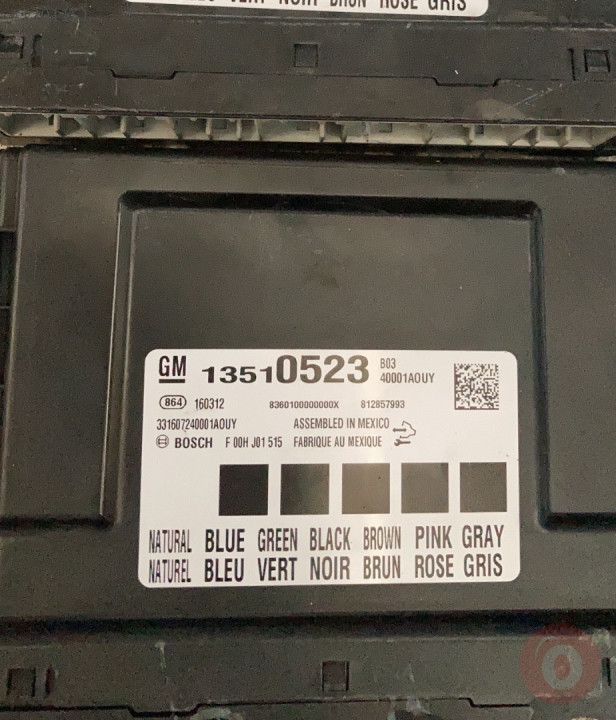 BLEU VERT NOIR BRUN ROSE GRIS
GM 13510523 B03
40001A0UY
864 160312 8360100000000X 812857993
331607240001A0UY ASSEMBLED IN MEXICO
BOSCH F 00H J01 515 FABRIQUE AU MEXIQUE
NATURAL BLUE GREEN BLACK BROWN PINK GRAY
NATUREL BLEU VERT NOIR BRUN ROSE GRIS